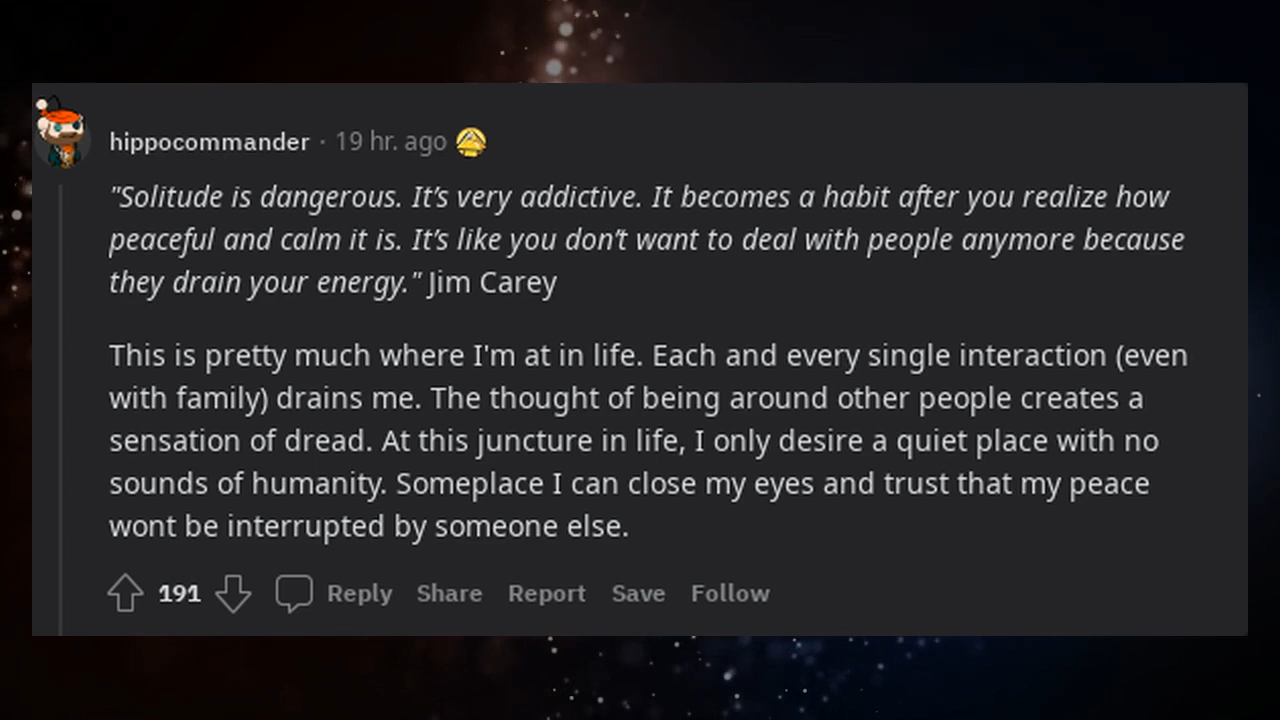 hippocommander · 19 hr. ago
"Solitude is dangerous. It’s very addictive. It becomes a habit after you realize how
peaceful and calm it is. It’s like you don’t want to deal with people anymore because
they drain your energy." Jim Carey
This is pretty much where I'm at in life. Each and every single interaction (even
with family) drains me. The thought of being around other people creates a
sensation of dread. At this juncture in life, I only desire a quiet place with no
sounds of humanity. Someplace I can close my eyes and trust that my peace
wont be interrupted by someone else.
191 Reply Share Report Save Follow